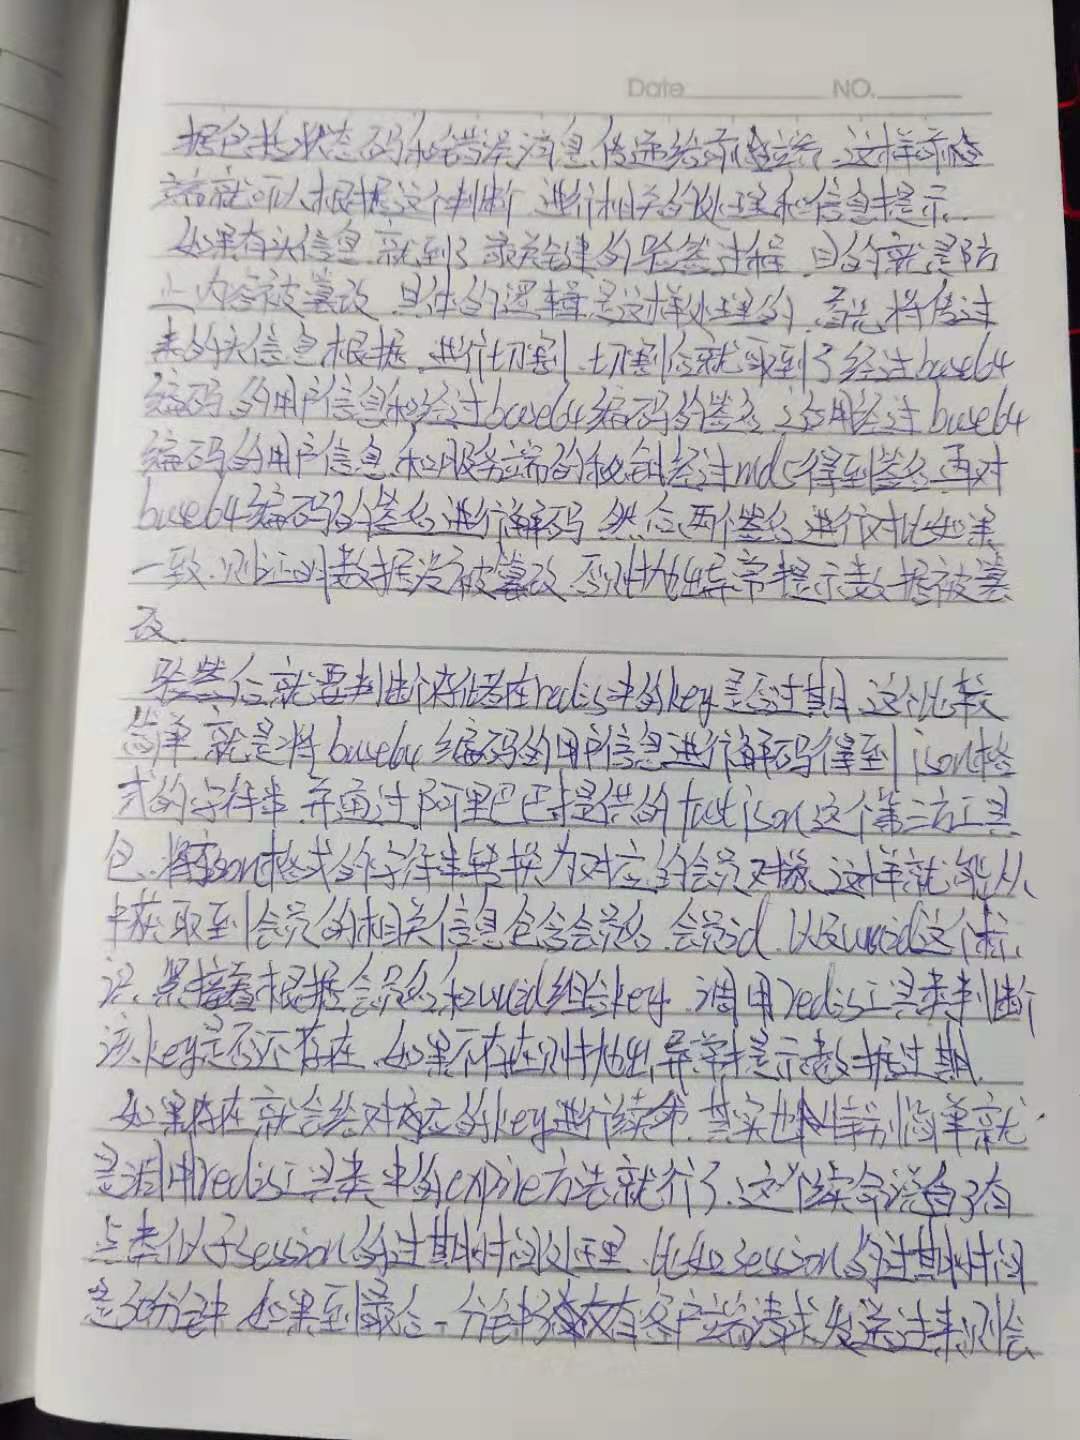 Date NO.
据包括状态码和错误消息传递给前端,这样前
端就可以根据这个判断,进行相关的处理和信息提示.
如果有头信息,就到了最关键的验签过程,目的就是防
止内容被篡改,具体的逻辑是这样处理的,首先将传过
来的头信息根据.进行切割,切割后就取到了经过base64
编码的用户信息和经过base64编码的签名,这用经过base64
编码的用户信息和服务端的秘钥经过md5得到签名,再对
base64编码的签名进行解码,然后两个签名进行对比如果
一致,则证明数据没被篡改,否则抛出异常提示数据被篡
改.
验签后就要判断存储在redis中的key是否过期,这个比较
简单,就是将base64编码的用户信息进行解码得到json格
式的字符串,并通过阿里巴巴提供的fastjson这个第三方工具
包,将json格式的字符串转换为对应的会员对象,这样就能从
中获取到会员的相关信息包含会员名,会员id,以及uuid这个标
识,紧接着根据会员名和uuid组合key,调用redis工具类判断
该key是否还存在,如果不存在则抛出异常提示数据过期.
如果存在就会给对应的key进行续命,其实也特别简单就
是调用redis工具类中的expire方法就行了,这个续命说白了有
点类似于session的过期时间处理,比如session的过期时间
是30分钟,如果到最后一分钟没有客户端请求发送过来,则会